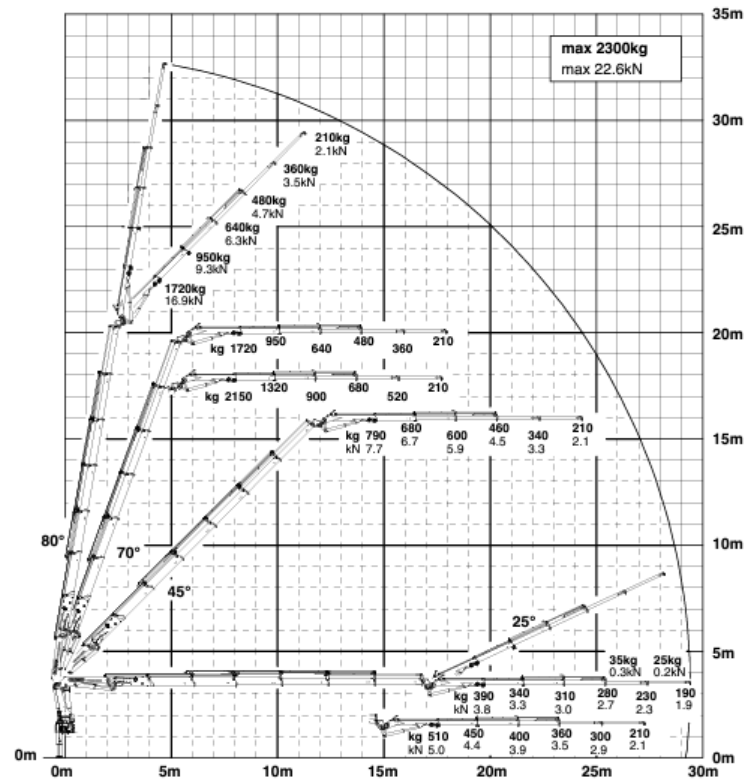 35m
max 2300kg
max 22.6kN
30m
210kg
2.1kN
360kg
3.5kN
480kg
4.7kN
640kg
6.3kN
25m
950kg
9.3kN
1720kg
16.9kN
20m
kg 1720 950 640 480 360 210
kg 2150 1320 900 680 520 210
15m
kg 790 680 600 460 340 210
kN 7.7 6.7 5.9 4.5 3.3 2.1
80°
70°
10m
45°
25°
5m
35kg 25kg
0.3kN 0.2kN
kg 390 340 310 280 230 190
kN 3.8 3.3 3.0 2.7 2.3 1.9
kg 510 450 400 360 300 210
kN 5.0 4.4 3.9 3.5 2.9 2.1
0m 0m
0m 5m 10m 15m 20m 25m 30m